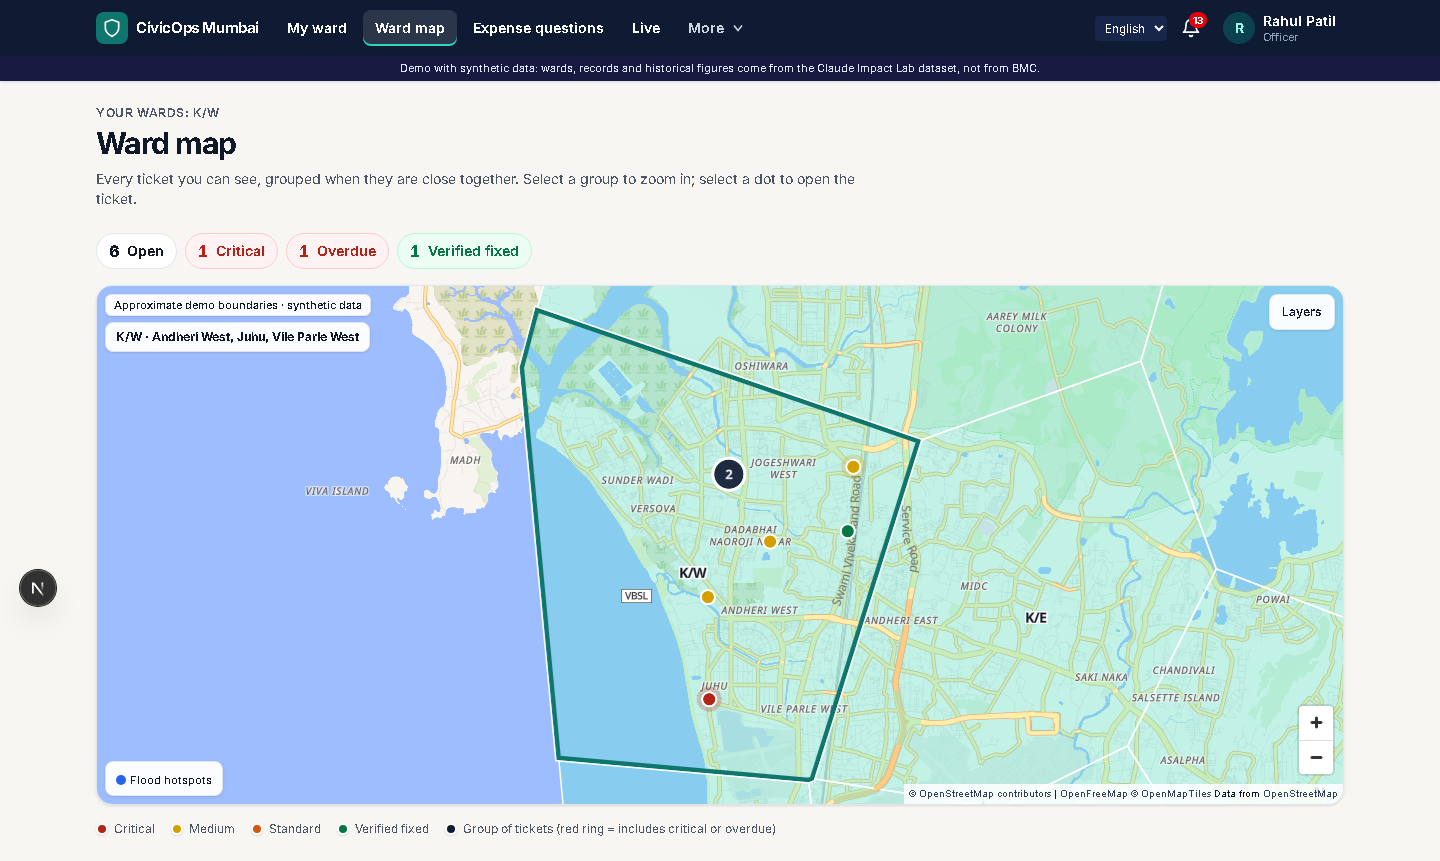 CivicOps Mumbai My ward Ward map Expense questions Live More English 13 R Rahul Patil
Officer
Demo with synthetic data: wards, records and historical figures come from the Claude Impact Lab dataset, not from BMC.
YOUR WARDS: K/W
Ward map
Every ticket you can see, grouped when they are close together. Select a group to zoom in; select a dot to open the
ticket.
6 Open 1 Critical 1 Overdue 1 Verified fixed
Approximate demo boundaries · synthetic data
K/W · Andheri West, Juhu, Vile Parle West
Layers
AAREY MILK
COLONY
OSHIWARA
MADH
VIVA ISLAND
JOGESHWARI
WEST
2
SUNDER WADI
VERSOVA
DADABHAI
Service Road
K/W
VBSL
ANDHERI WEST
ANDHERI EAST
MIDC
K/E
POWAI
CHANDIVALI
SAKI NAKA
SALSETTE ISLAND
JUHU
VILE PARLE WEST
ASALPHA
+
−
Flood hotspots
© OpenStreetMap contributors | OpenFreeMap © OpenMapTiles Data from OpenStreetMap
N
Critical Medium Standard Verified fixed Group of tickets (red ring = includes critical or overdue)